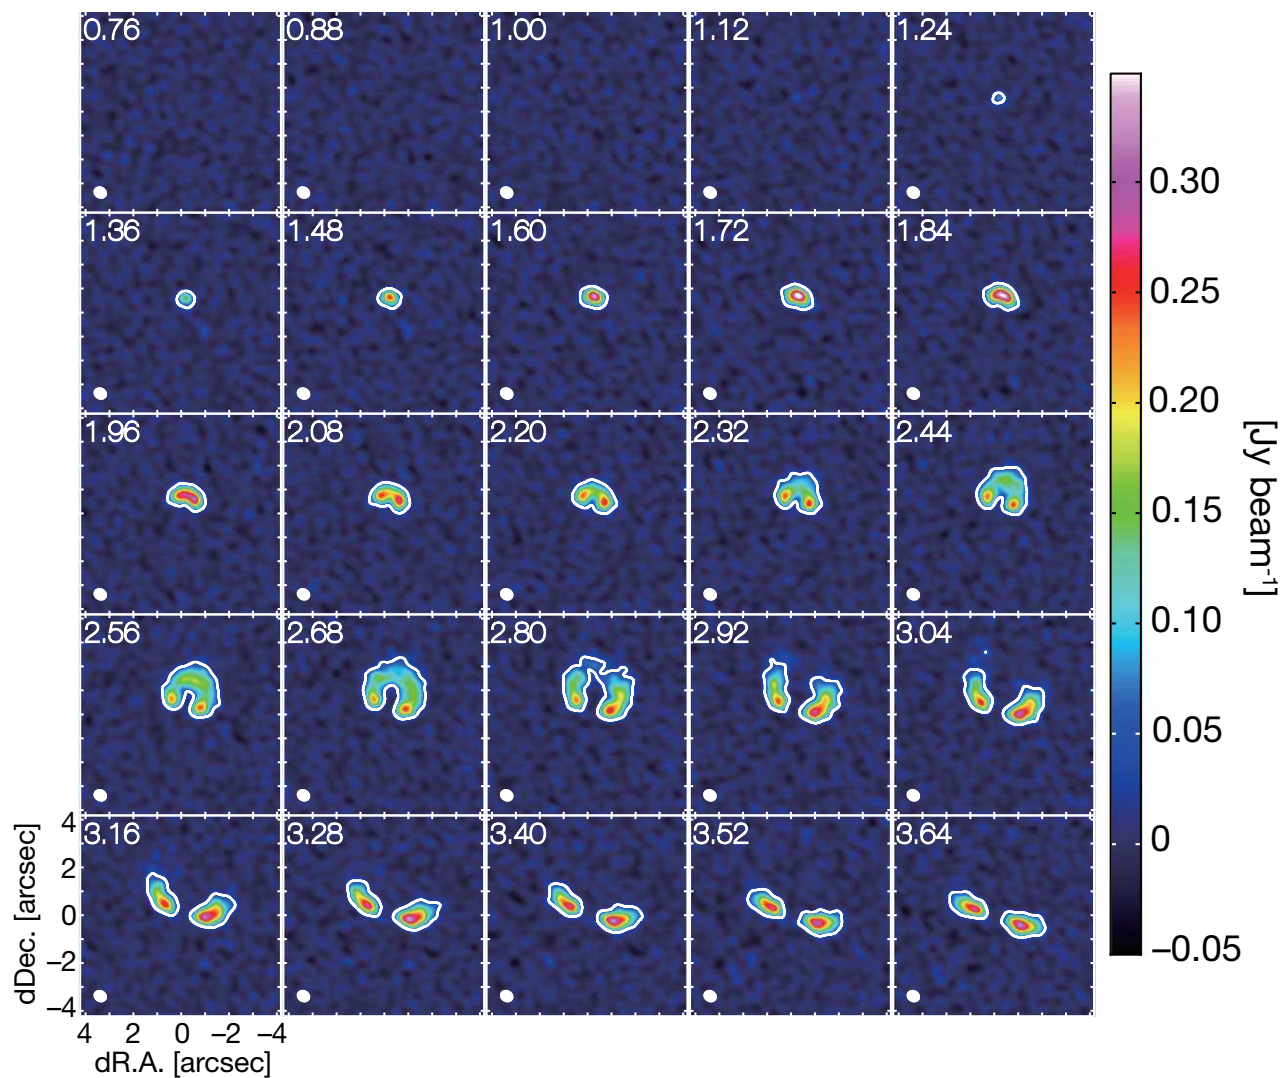 0.76 0.88 1.00 1.12 1.24
1.36 1.48 1.60 1.72 1.84
1.96 2.08 2.20 2.32 2.44
2.56 2.68 2.80 2.92 3.04
3.16 3.28 3.40 3.52 3.64
4
2
0
−2
−4
dDec. [arcsec]
4 2 0 −2 −4
dR.A. [arcsec]
0.30
0.25
0.20
0.15
0.10
0.05
0
−0.05
[Jy beam-1]